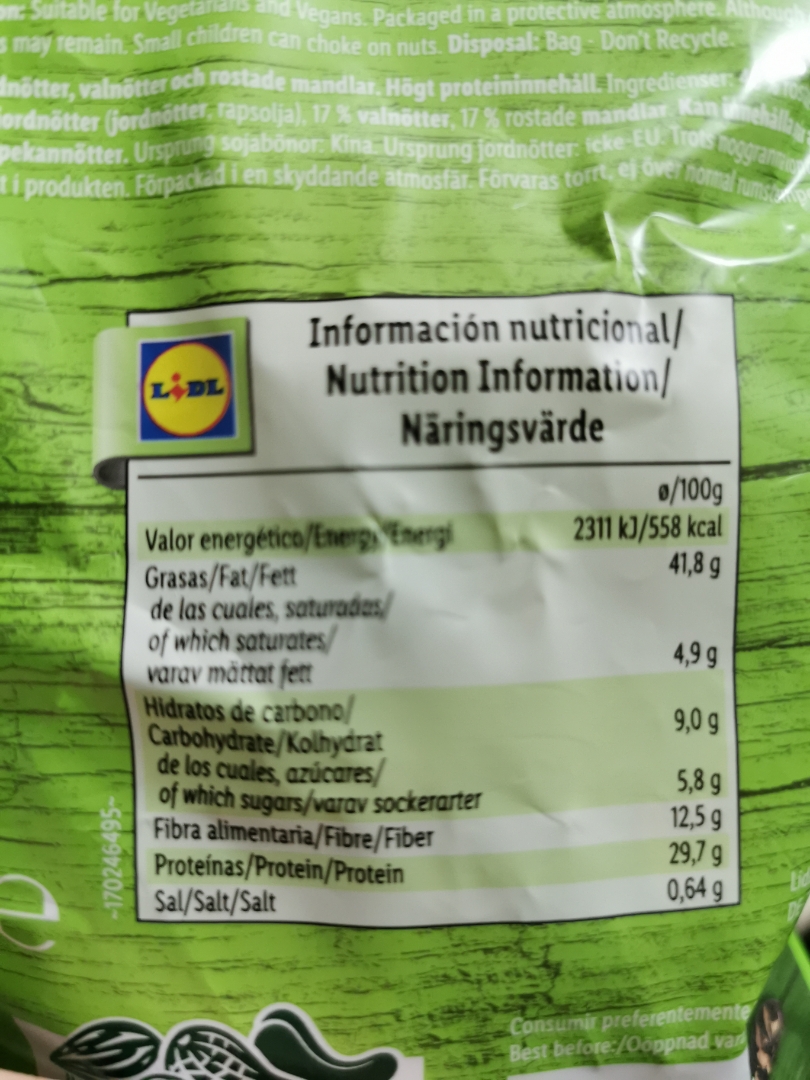 Suitable for Vegetarians and Vegans. Packaged in a protective atmosphere. Although
may remain. Small children can choke on nuts. Disposal: Bag - Don't Recycle.
valnötter och rostade mandlar. Högt proteininnehåll. Ingredienser:
(jordnötter, rapsolja), 17 % valnötter, 17 % rostade mandlar. Kan innehålla
pekannötter. Ursprung sojabönor: Kina. Ursprung jordnötter: icke-EU. Trots
i produkten. Förpackad i en skyddande atmosfär. Förvaras torrt, ej över normal
Información nutricional/
Nutrition Information/
Näringsvärde
LIDL
ø/100g
Valor energético/Energy/Energi 2311 kJ/558 kcal
Grasas/Fat/Fett 41,8 g
de las cuales, saturadas/
of which saturates/
varav mättat fett 4,9 g
Hidratos de carbono/
Carbohydrate/Kolhydrat 9,0 g
de los cuales, azúcares/
of which sugars/varav sockerarter 5,8 g
Fibra alimentaria/Fibre/Fiber 12,5 g
Proteínas/Protein/Protein 29,7 g
Sal/Salt/Salt 0,64 g
-170246495-
e
Consumir preferentemente
Best before:/Oöppnad var